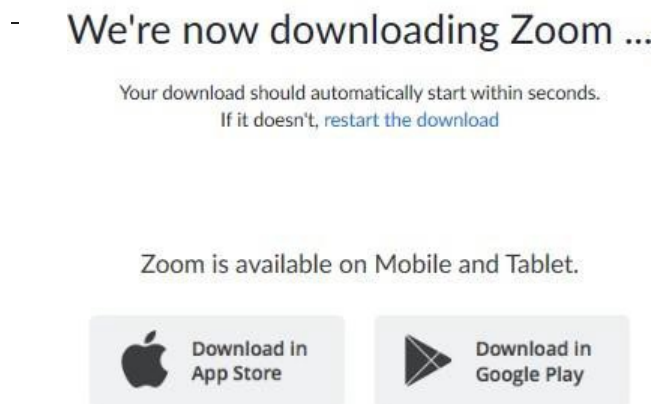 -
We're now downloading Zoom ...
Your download should automatically start within seconds.
If it doesn't, restart the download
Zoom is available on Mobile and Tablet.
Download in
App Store
Download in
Google Play